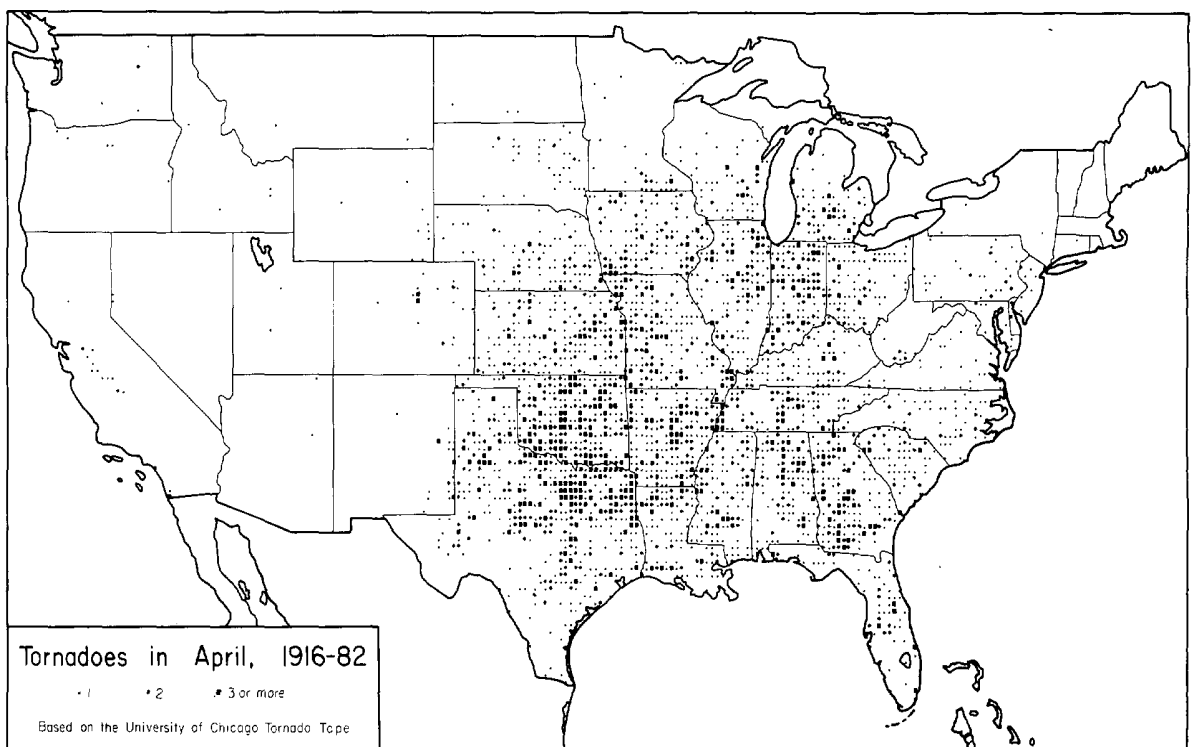 Tornadoes in April, 1916-82
• 1 • 2 ▪ 3 or more
Based on the University of Chicago Tornado Tape